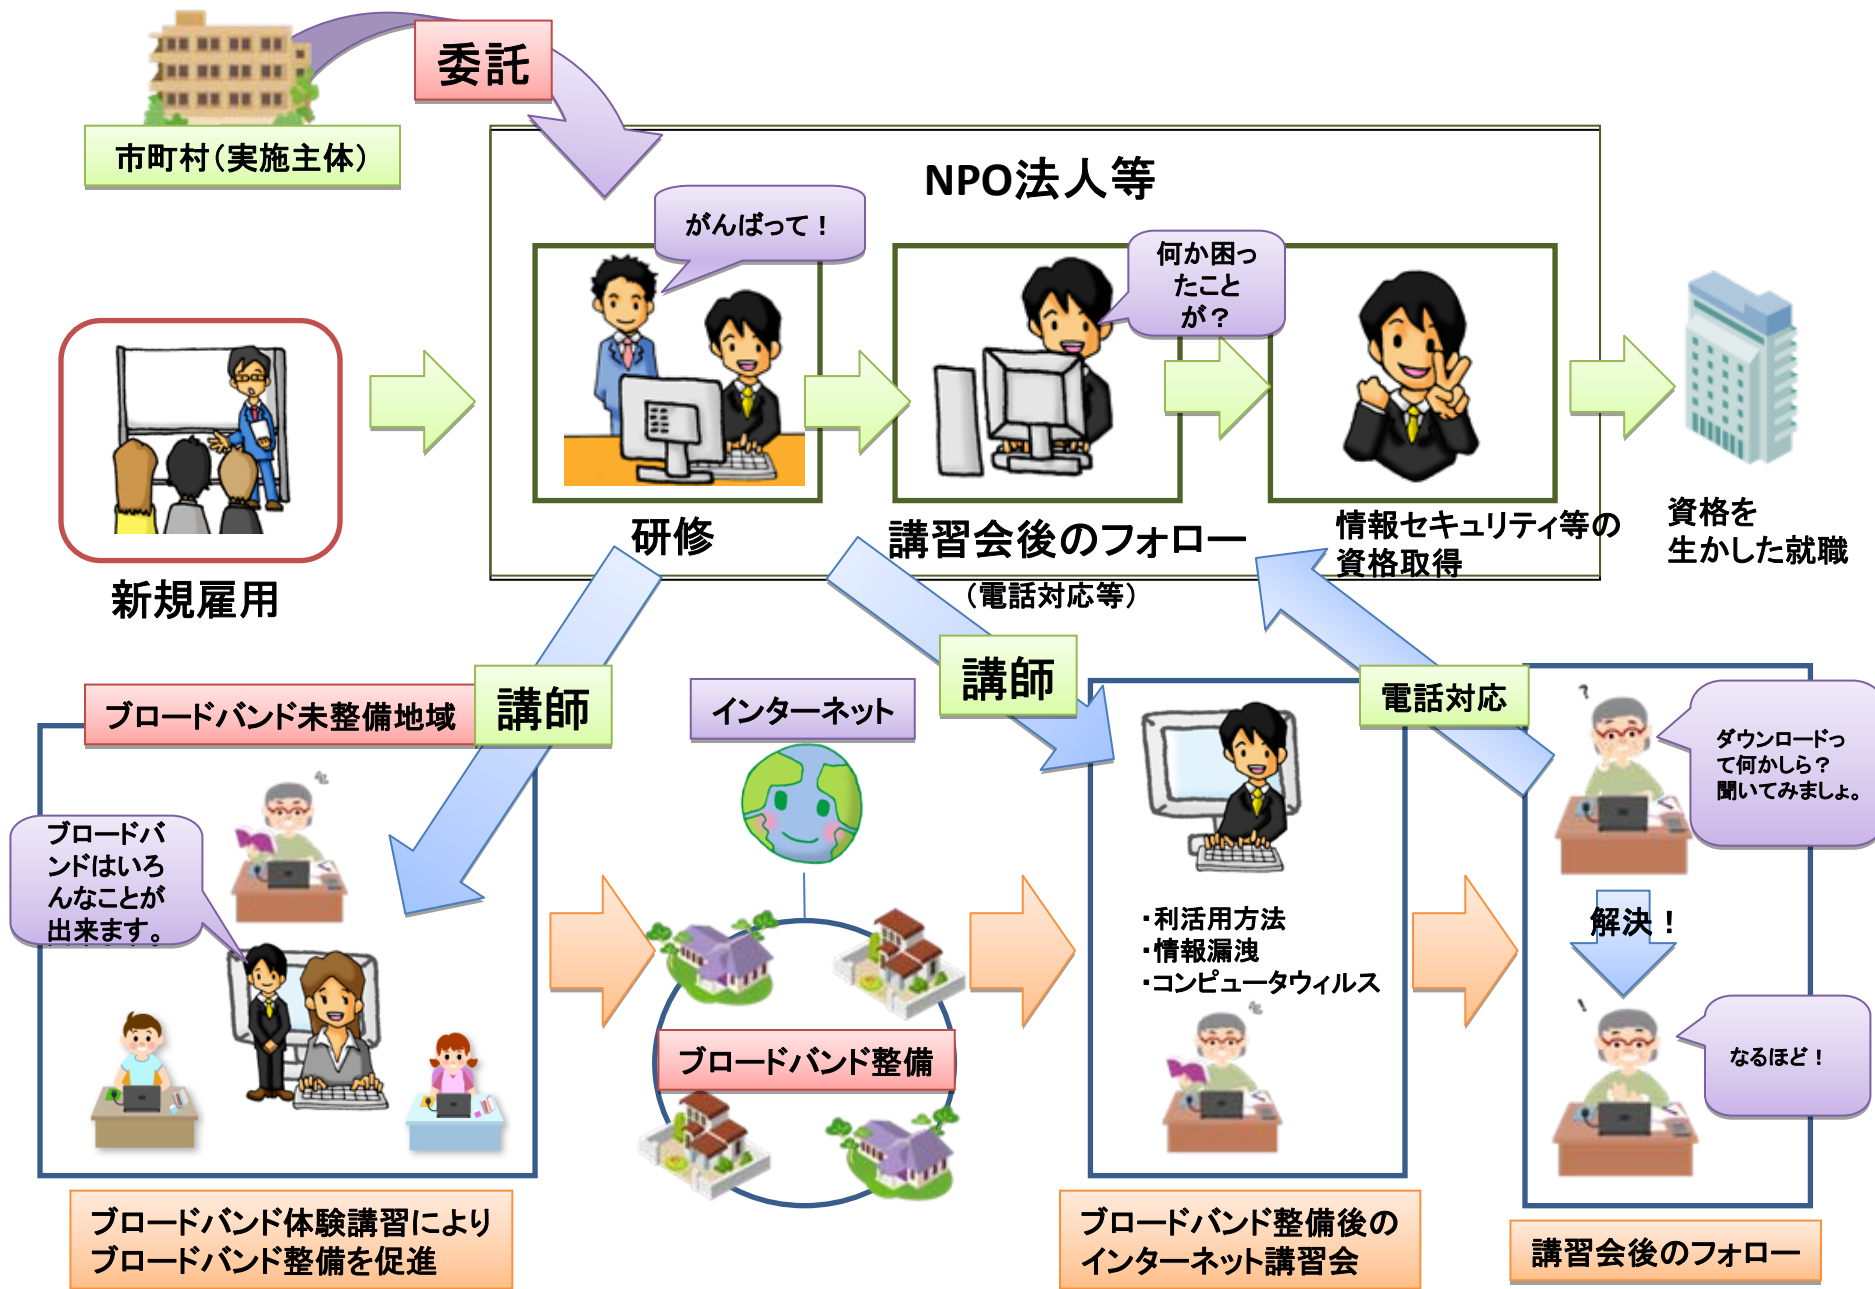 委託
市町村（実施主体）
NPO法人等
がんばって！
何か困っ
たこと
が？
新規雇用
研修
講習会後のフォロー
（電話対応等）
情報セキュリティ等の
資格取得
資格を
生かした就職
ブロードバンド未整備地域
講師
インターネット
講師
電話対応
ブロードバ
ンドはいろ
んなことが
出来ます。
ダウンロードっ
て何かしら？
聞いてみましょ。
・利活用方法
・情報漏洩
・コンピュータウィルス
解決！
ブロードバンド整備
なるほど！
ブロードバンド体験講習により
ブロードバンド整備を促進
ブロードバンド整備後の
インターネット講習会
講習会後のフォロー